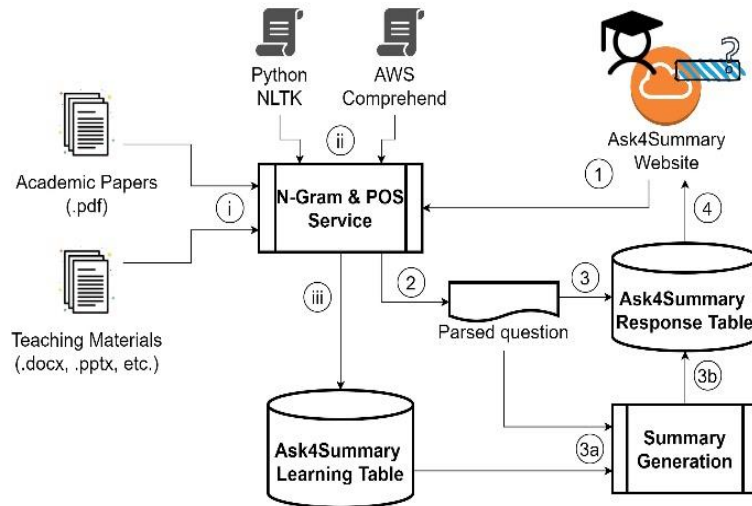 Python
NLTK
AWS
Comprehend
?
Academic Papers
(.pdf)
i
ii
Ask4Summary
Website
N-Gram & POS
Service
1
4
Teaching Materials
(.docx, .pptx, etc.)
iii
2
Parsed question
3
Ask4Summary
Response Table
3b
Ask4Summary
Learning Table
3a
Summary
Generation